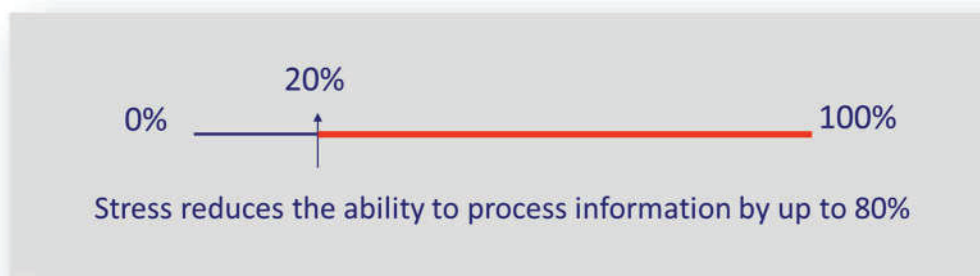 20%
0%
100%
Stress reduces the ability to process information by up to 80%